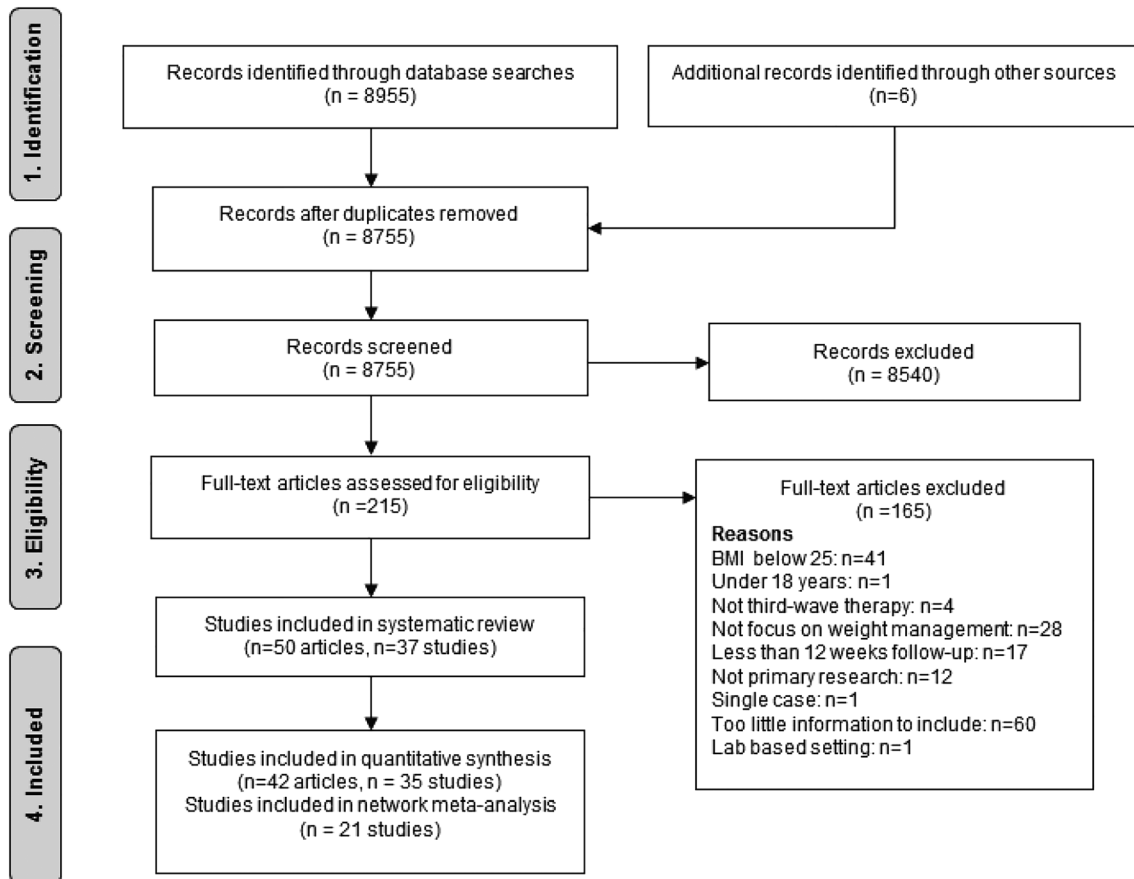 1. Identification
Records identified through database searches
(n = 8955)
Additional records identified through other sources
(n=6)
Records after duplicates removed
(n = 8755)
2. Screening
Records screened
(n = 8755)
Records excluded
(n = 8540)
3. Eligibility
Full-text articles assessed for eligibility
(n =215)
Full-text articles excluded
(n =165)
Reasons
BMI below 25: n=41
Under 18 years: n=1
Not third-wave therapy: n=4
Not focus on weight management: n=28
Less than 12 weeks follow-up: n=17
Not primary research: n=12
Single case: n=1
Too little information to include: n=60
Lab based setting: n=1
Studies included in systematic review
(n=50 articles, n=37 studies)
4. Included
Studies included in quantitative synthesis
(n=42 articles, n = 35 studies)
Studies included in network meta-analysis
(n = 21 studies)